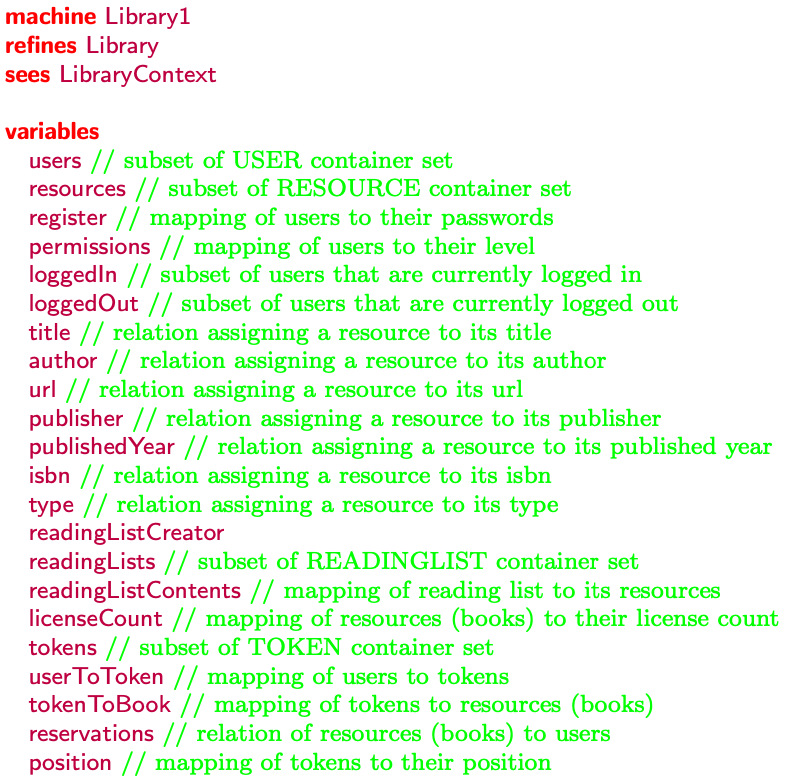 machine Library1
refines Library
sees LibraryContext
variables
users // subset of USER container set
resources // subset of RESOURCE container set
register // mapping of users to their passwords
permissions // mapping of users to their level
loggedIn // subset of users that are currently logged in
loggedOut // subset of users that are currently logged out
title // relation assigning a resource to its title
author // relation assigning a resource to its author
url // relation assigning a resource to its url
publisher // relation assigning a resource to its publisher
publishedYear // relation assigning a resource to its published year
isbn // relation assigning a resource to its isbn
type // relation assigning a resource to its type
readingListCreator
readingLists // subset of READINGLIST container set
readingListContents // mapping of reading list to its resources
licenseCount // mapping of resources (books) to their license count
tokens // subset of TOKEN container set
userToToken // mapping of users to tokens
tokenToBook // mapping of tokens to resources (books)
reservations // relation of resources (books) to users
position // mapping of tokens to their position